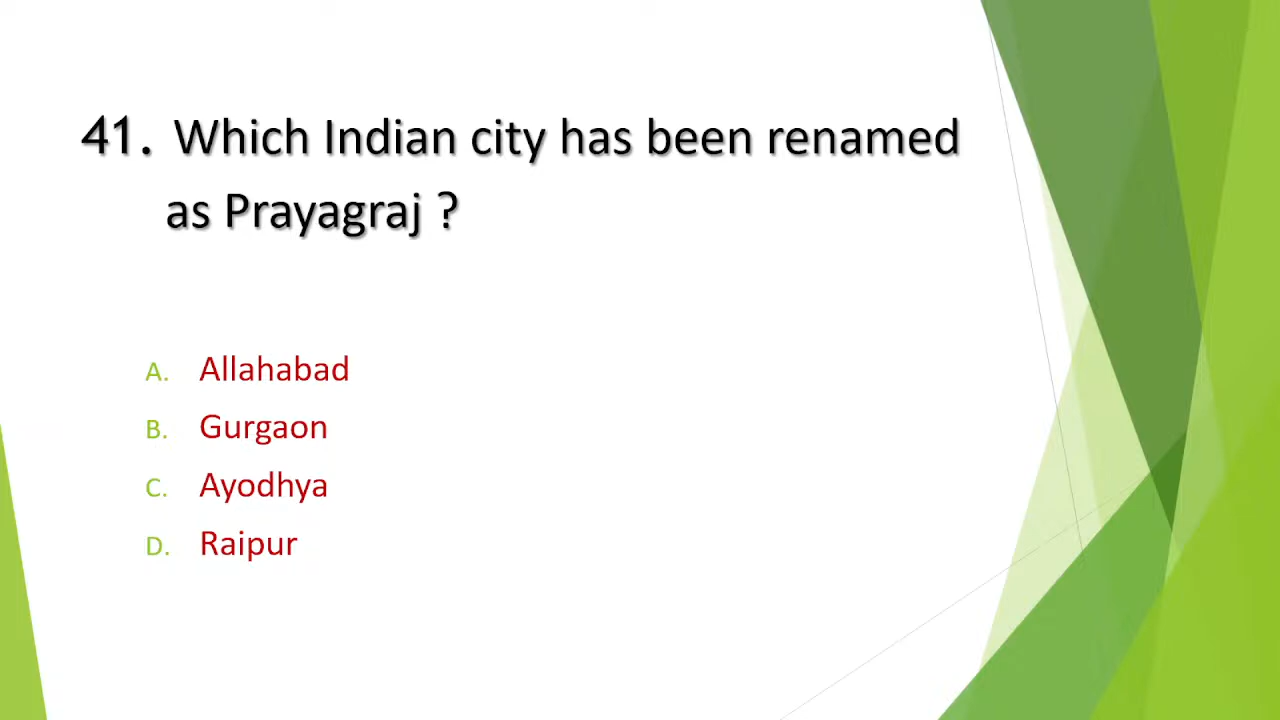 41. Which Indian city has been renamed
as Prayagraj ?
A. Allahabad
B. Gurgaon
C. Ayodhya
D. Raipur